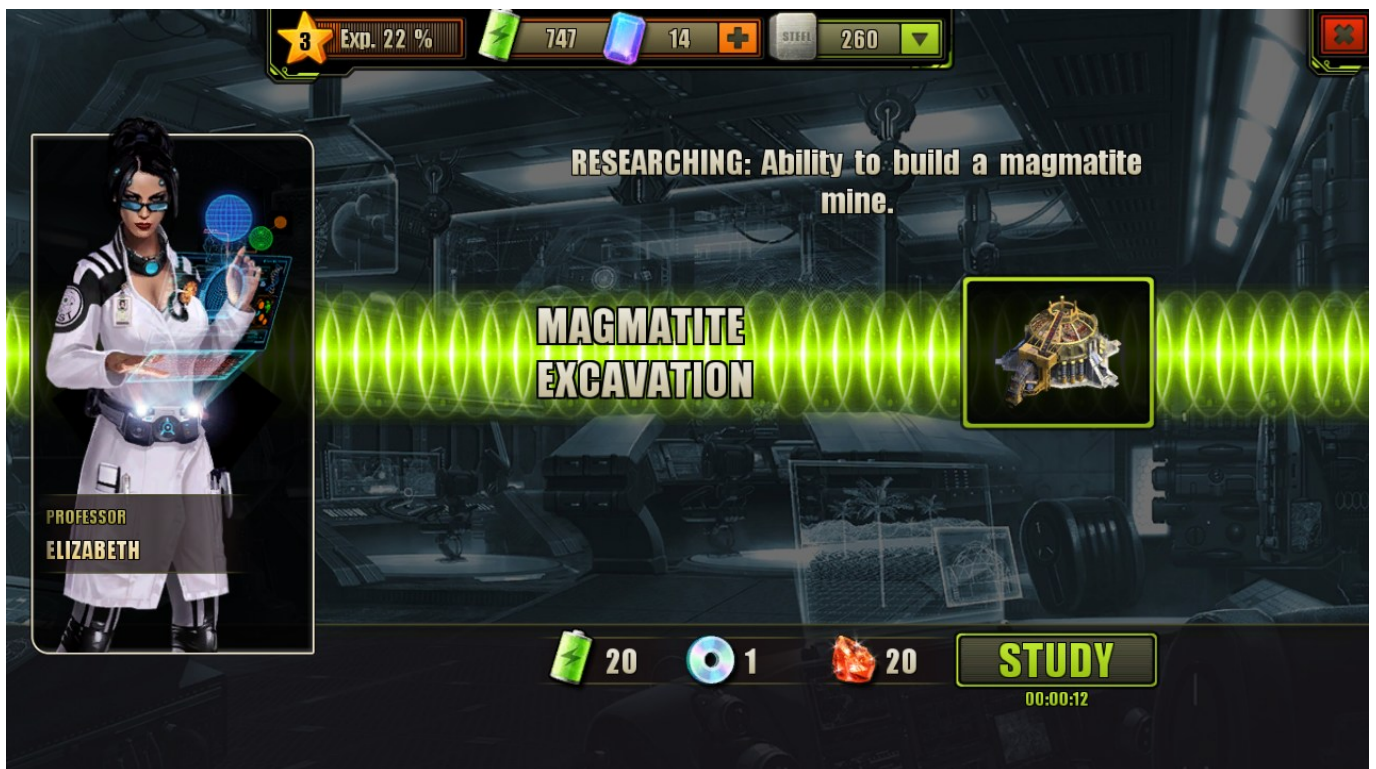 3 Exp. 22 % 747 14 STEEL 260
RESEARCHING: Ability to build a magmatite
mine.
MAGMATITE
EXCAVATION
PROFESSOR
ELIZABETH
20 1 20 STUDY
00:00:12